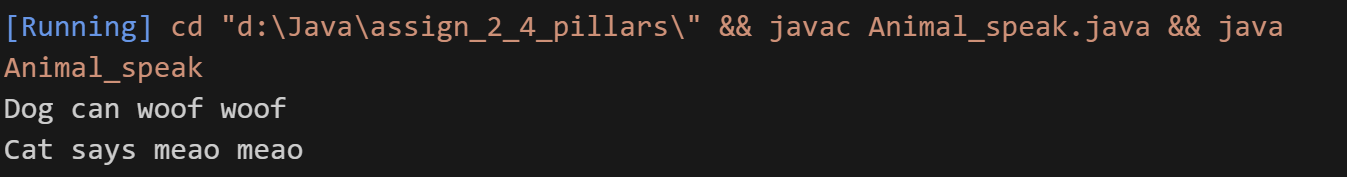 [Running] cd "d:\Java\assign_2_4_pillars\" && javac Animal_speak.java && java
Animal_speak
Dog can woof woof
Cat says meao meao